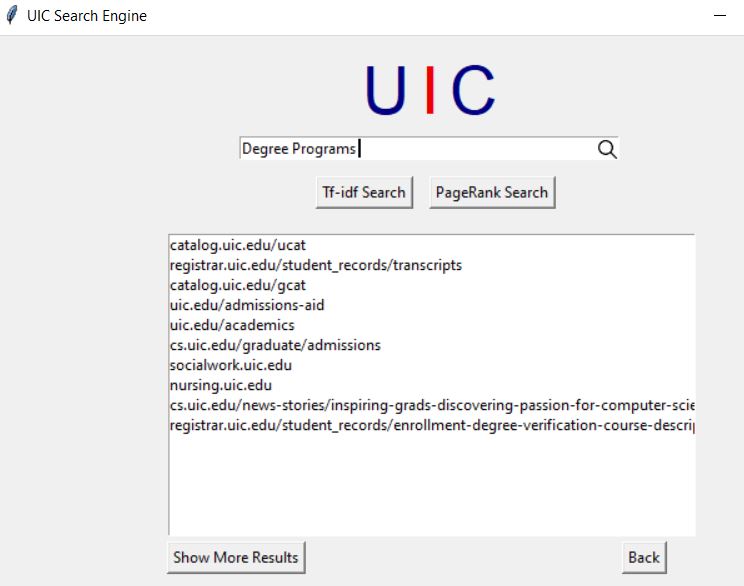 UIC Search Engine
U I C
Degree Programs
Tf-idf Search PageRank Search
catalog.uic.edu/ucat
registrar.uic.edu/student_records/transcripts
catalog.uic.edu/gcat
uic.edu/admissions-aid
uic.edu/academics
cs.uic.edu/graduate/admissions
socialwork.uic.edu
nursing.uic.edu
cs.uic.edu/news-stories/inspiring-grads-discovering-passion-for-computer-scie
registrar.uic.edu/student_records/enrollment-degree-verification-course-descrip
Show More Results Back